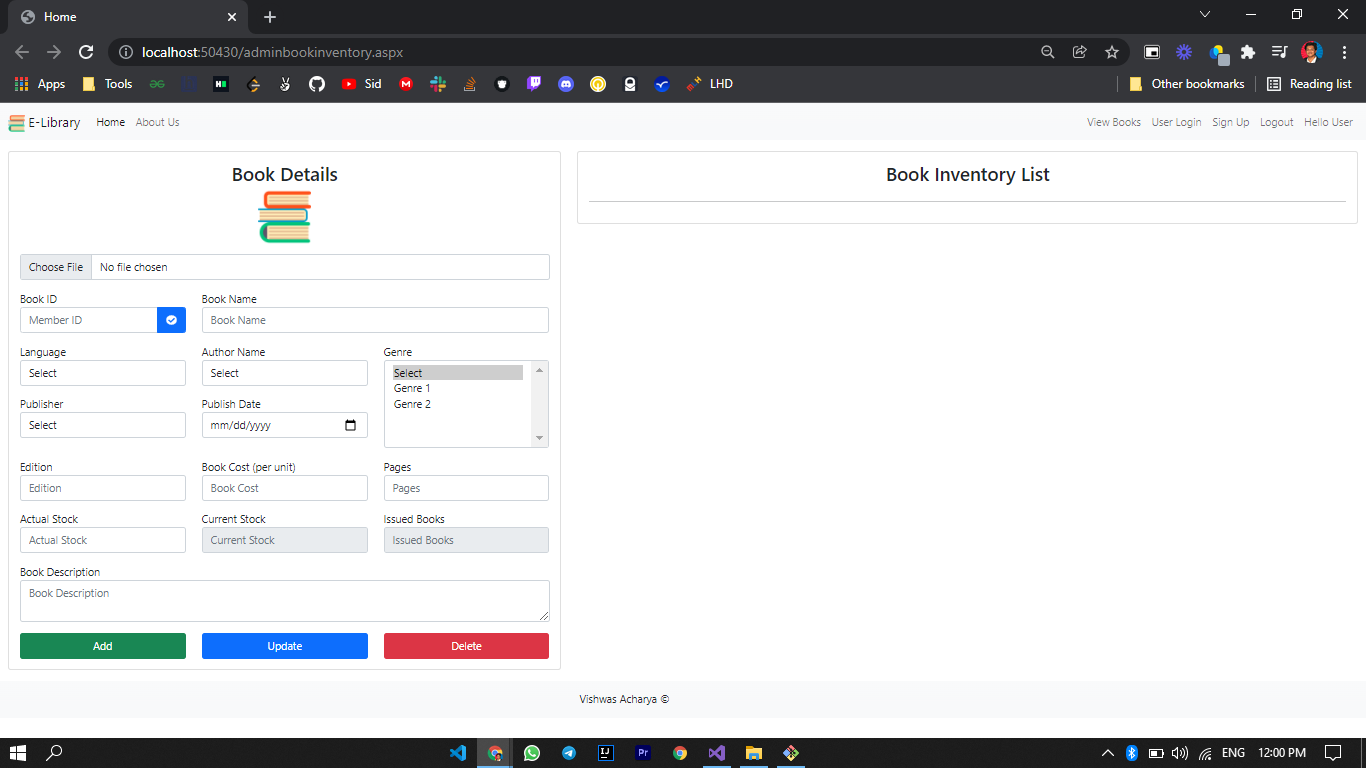 Home
localhost:50430/adminbookinventory.aspx
Apps Tools Sid LHD Other bookmarks Reading list
E-Library Home About Us View Books User Login Sign Up Logout Hello User
Book Details
Choose File No file chosen
Book ID Book Name
Member ID Book Name
Language Author Name Genre
Select Select Select
Genre 1
Publisher Publish Date Genre 2
Select mm/dd/yyyy
Edition Book Cost (per unit) Pages
Edition Book Cost Pages
Actual Stock Current Stock Issued Books
Actual Stock Current Stock Issued Books
Book Description
Book Description
Add Update Delete
Book Inventory List
Vishwas Acharya ©
ENG 12:00 PM